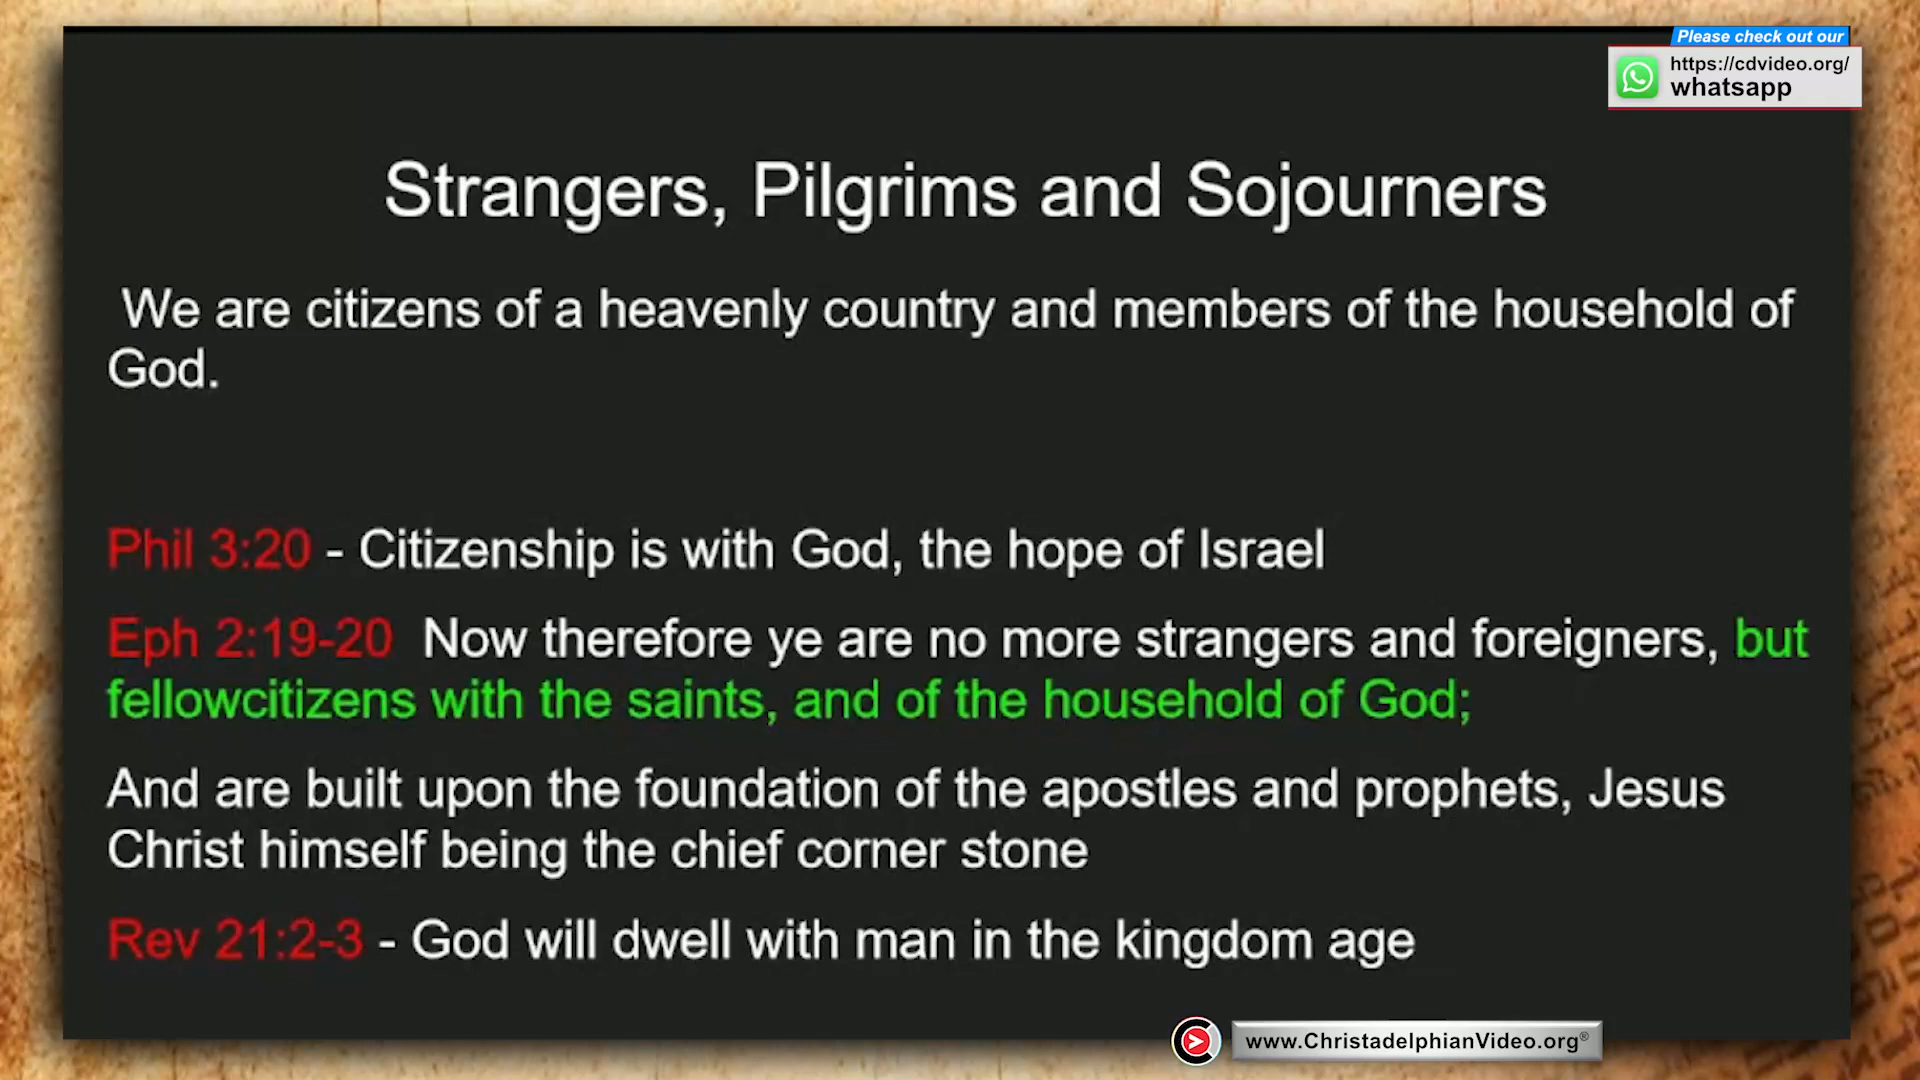 Please check out our
https://cdvideo.org/
whatsapp
Strangers, Pilgrims and Sojourners
We are citizens of a heavenly country and members of the household of
God.
Phil 3:20 - Citizenship is with God, the hope of Israel
Eph 2:19-20 Now therefore ye are no more strangers and foreigners, but
fellowcitizens with the saints, and of the household of God;
And are built upon the foundation of the apostles and prophets, Jesus
Christ himself being the chief corner stone
Rev 21:2-3 - God will dwell with man in the kingdom age
www.ChristadelphianVideo.org®